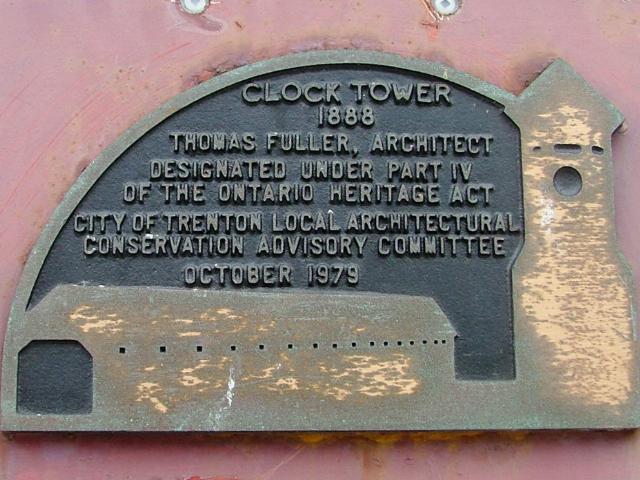 CLOCK TOWER
1888
THOMAS FULLER, ARCHITECT
DESIGNATED UNDER PART IV
OF THE ONTARIO HERITAGE ACT
CITY OF TRENTON LOCAL ARCHITECTURAL
CONSERVATION ADVISORY COMMITTEE
OCTOBER 1979